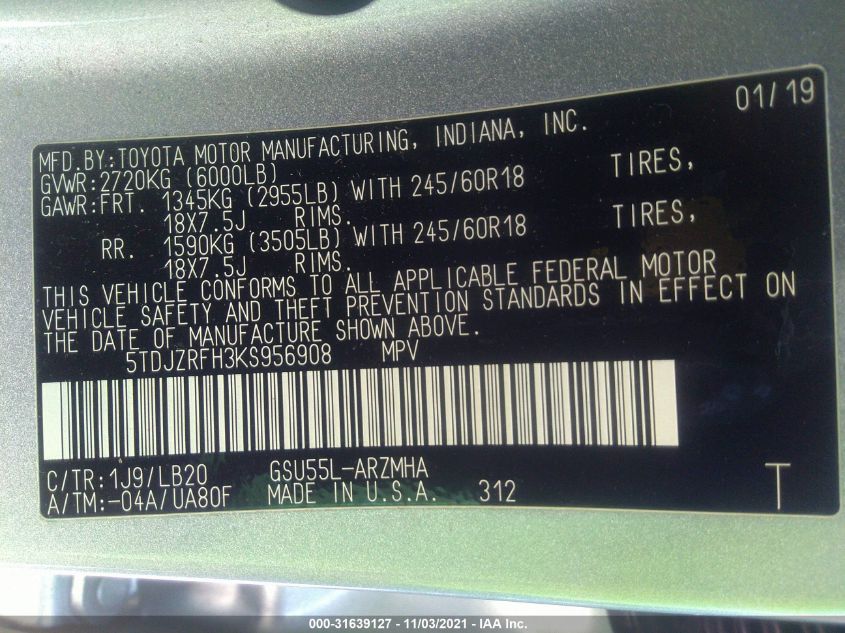 01/19
MFD.BY:TOYOTA MOTOR MANUFACTURING, INDIANA, INC.
GVWR:2720KG (6000LB)
GAWR:FRT. 1345KG (2955LB) WITH 245/60R18 TIRES,
18X7.5J RIMS.
RR. 1590KG (3505LB) WITH 245/60R18 TIRES,
18X7.5J RIMS.
THIS VEHICLE CONFORMS TO ALL APPLICABLE FEDERAL MOTOR
VEHICLE SAFETY AND THEFT PREVENTION STANDARDS IN EFFECT ON
THE DATE OF MANUFACTURE SHOWN ABOVE.
5TDJZRFH3KS956908 MPV
C/TR:1J9/LB20 GSU55L-ARZMHA
A/TM:-04A/UA80F MADE IN U.S.A. 312 T
000-31639127 - 11/03/2021 - IAA Inc.